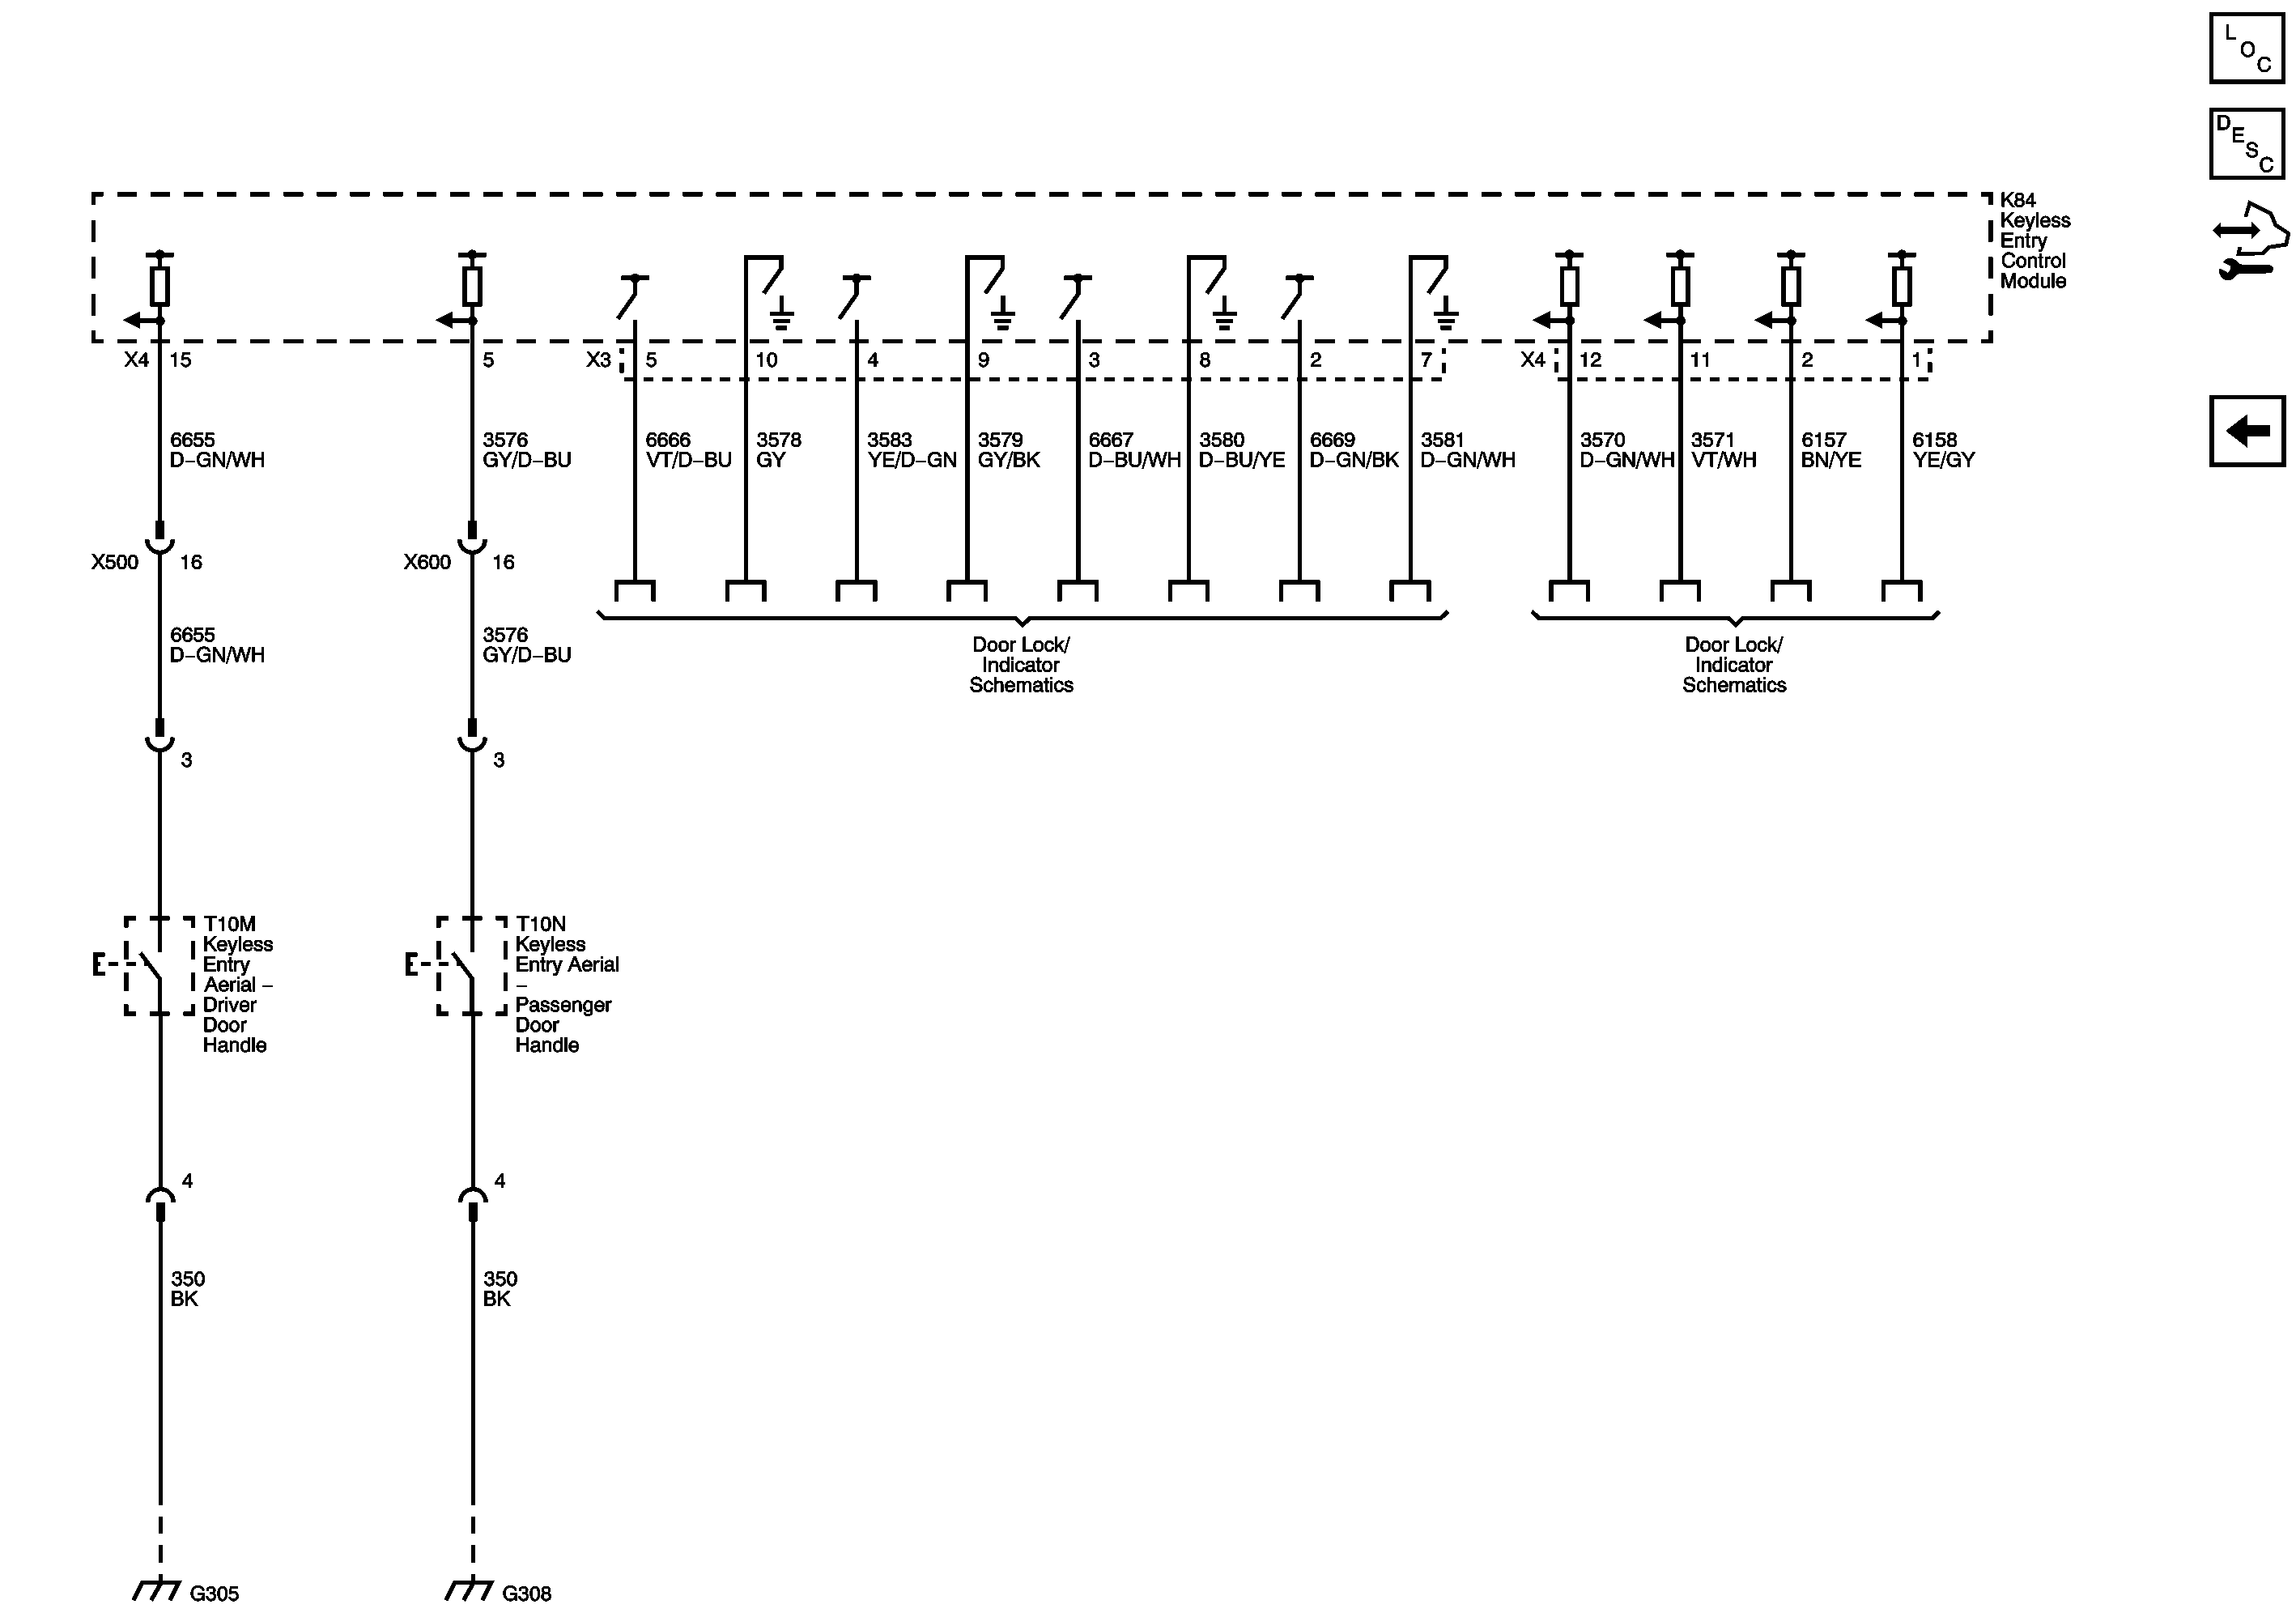 L
O
C
D
E
S
C
K84
Keyless
Entry
Control
Module
X4 15 5 X3 5 10 4 9 3 8 2 7 X4 12 11 2 1
6655 3576 6666 3578 3583 3579 6667 3580 6669 3581 3570 3571 6157 6158
D-GN/WH GY/D-BU VT/D-BU GY YE/D-GN GY/BK D-BU/WH D-BU/YE D-GN/BK D-GN/WH D-GN/WH VT/WH BN/YE YE/GY
X500 16 X600 16
6655 3576
D-GN/WH GY/D-BU
Door Lock/
Indicator
Schematics
Door Lock/
Indicator
Schematics
3 3
T10M
Keyless
Entry
Aerial –
Driver
Door
Handle
T10N
Keyless
Entry Aerial
–
Passenger
Door
Handle
4 4
350 350
BK BK
G305 G308